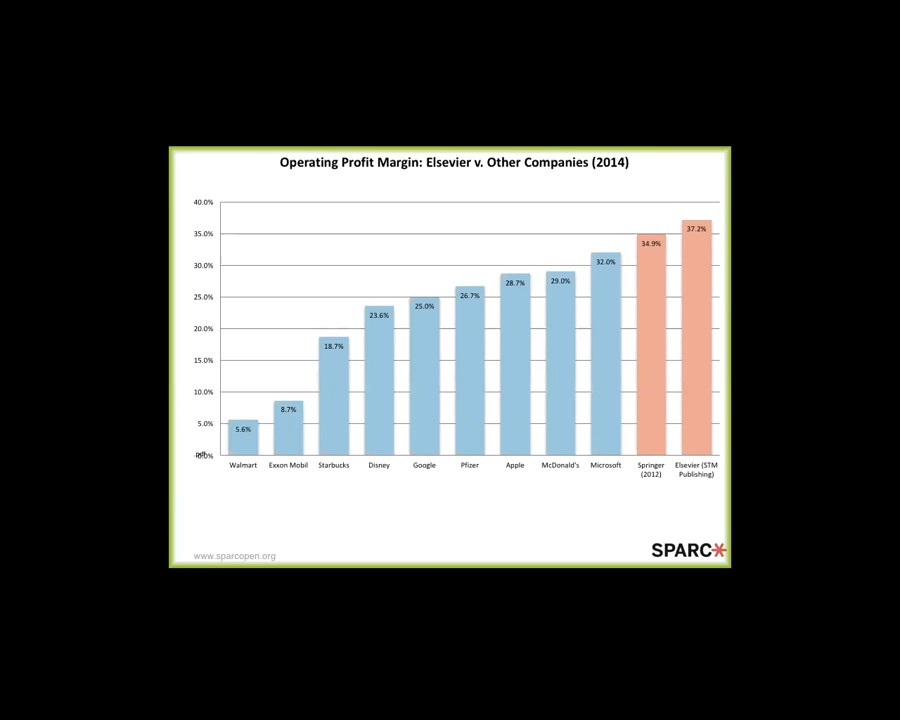 Operating Profit Margin: Elsevier v. Other Companies (2014)
40.0%
35.0%
30.0%
25.0%
20.0%
15.0%
10.0%
5.0%
0.0%
5.6%
8.7%
18.7%
23.6%
25.0%
26.7%
28.7%
29.0%
32.0%
34.9%
37.2%
Walmart
Exxon Mobil
Starbucks
Disney
Google
Pfizer
Apple
McDonald's
Microsoft
Springer
(2012)
Elsevier (STM
Publishing)
www.sparcopen.org
SPARC